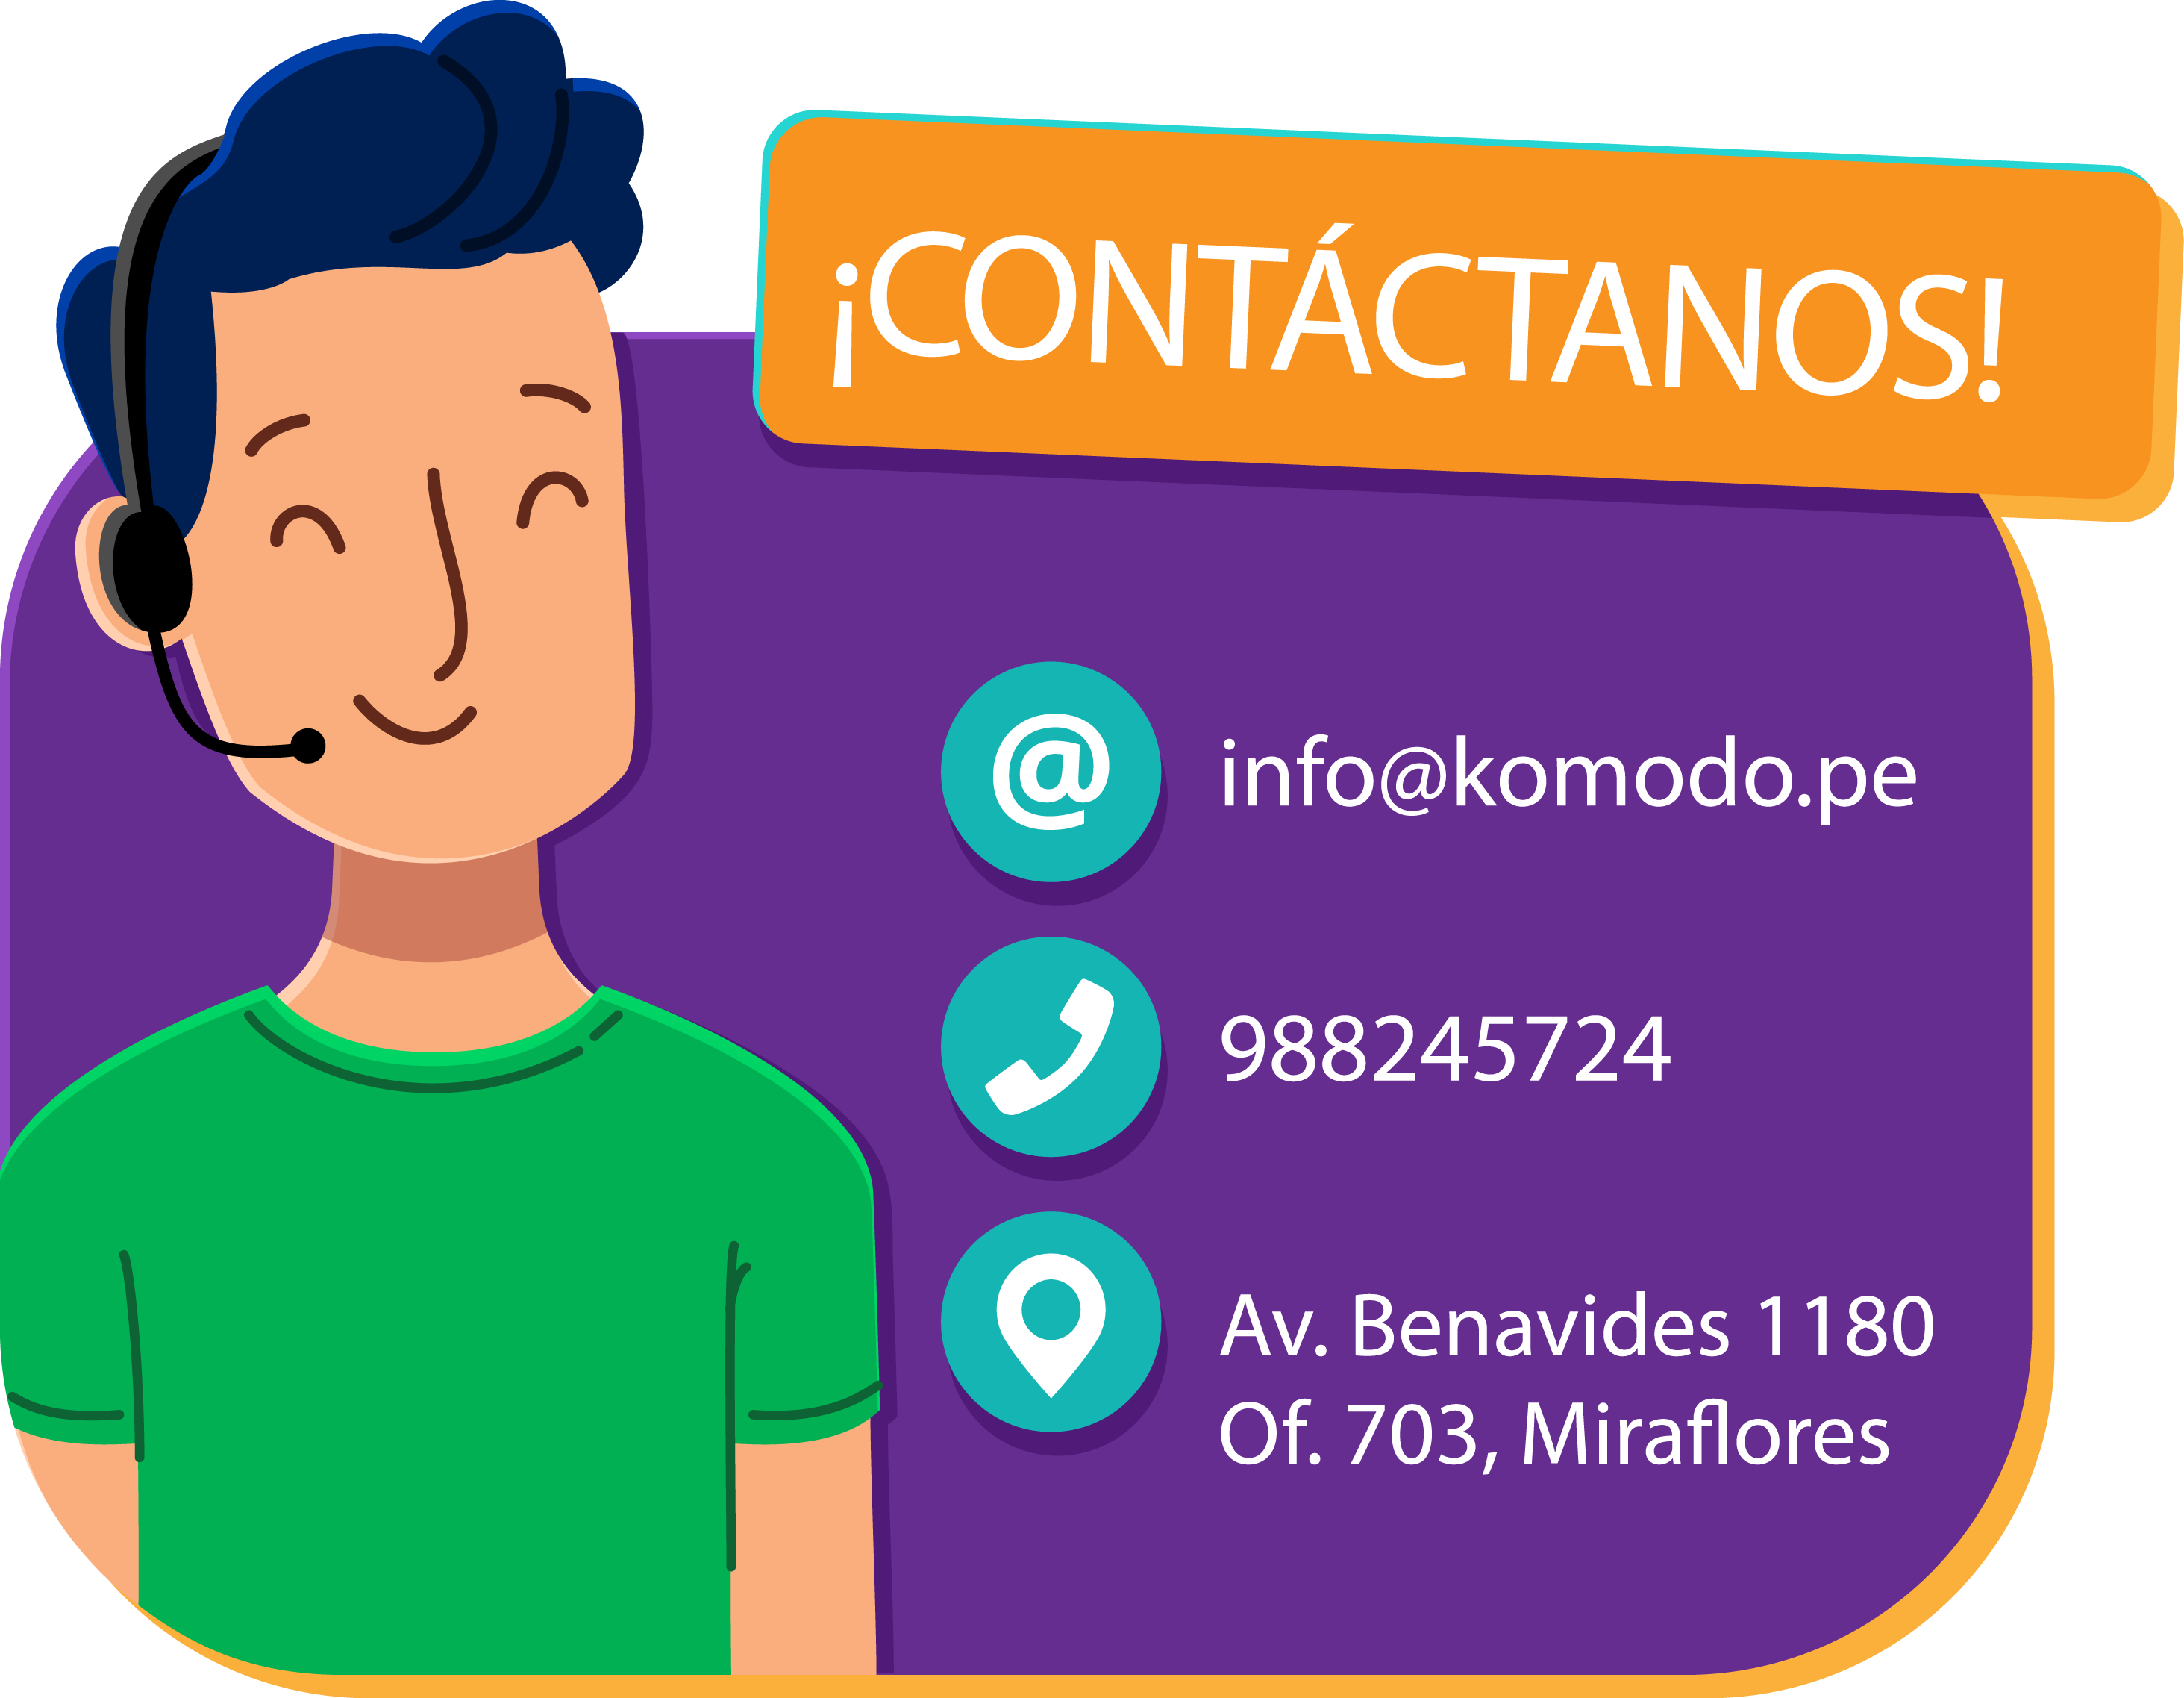 ¡CONTÁCTANOS!
@
info@komodo.pe
988245724
Av. Benavides 1180
Of. 703, Miraflores